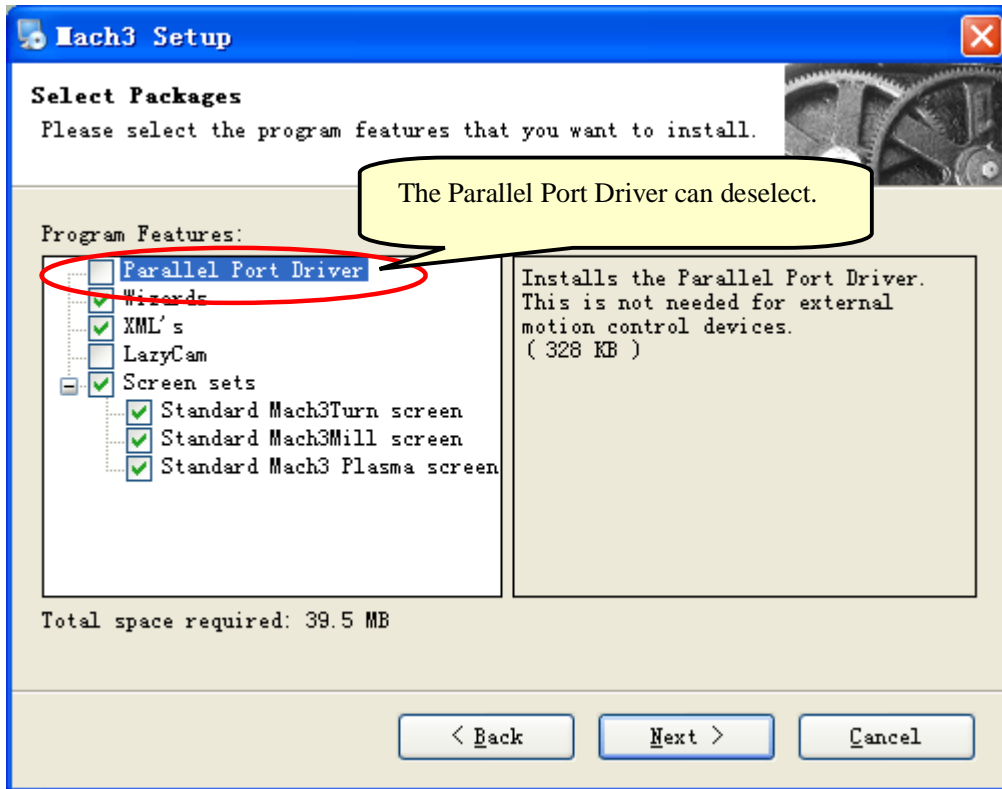 Mach3 Setup
Select Packages
Please select the program features that you want to install.
The Parallel Port Driver can deselect.
Program Features:
Parallel Port Driver
Wizards
XML's
LazyCam
Screen sets
Standard Mach3Turn screen
Standard Mach3Mill screen
Standard Mach3 Plasma screen
Installs the Parallel Port Driver.
This is not needed for external
motion control devices.
( 328 KB )
Total space required: 39.5 MB
< Back
Next >
Cancel